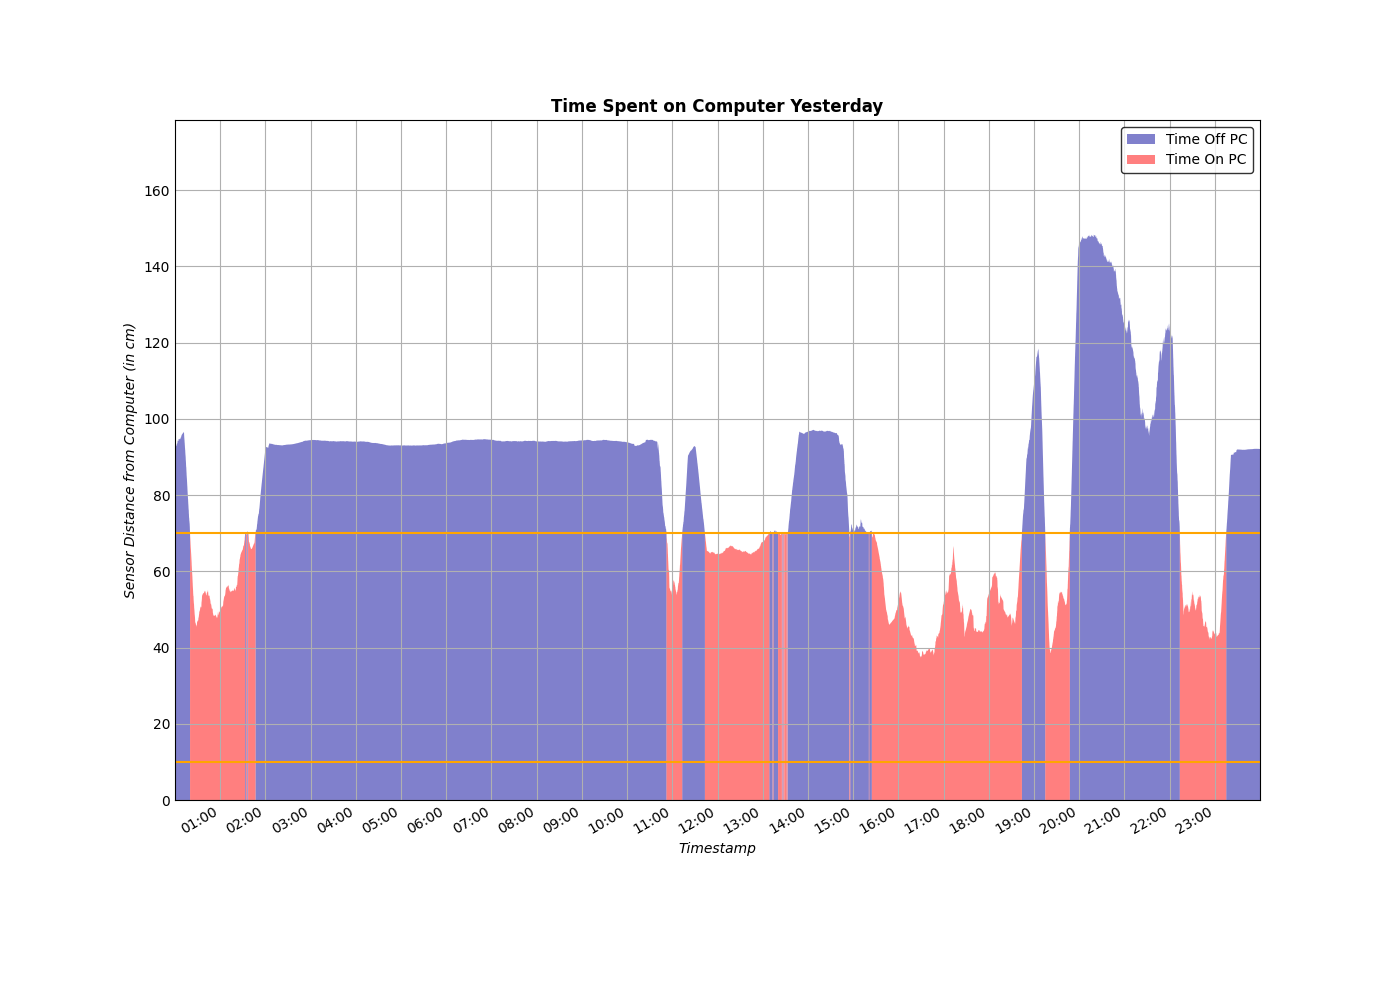 Time Spent on Computer Yesterday
Time Off PC
Time On PC
Sensor Distance from Computer (in cm)
160
140
120
100
80
60
40
20
0
01:00 02:00 03:00 04:00 05:00 06:00 07:00 08:00 09:00 10:00 11:00 12:00 13:00 14:00 15:00 16:00 17:00 18:00 19:00 20:00 21:00 22:00 23:00
Timestamp